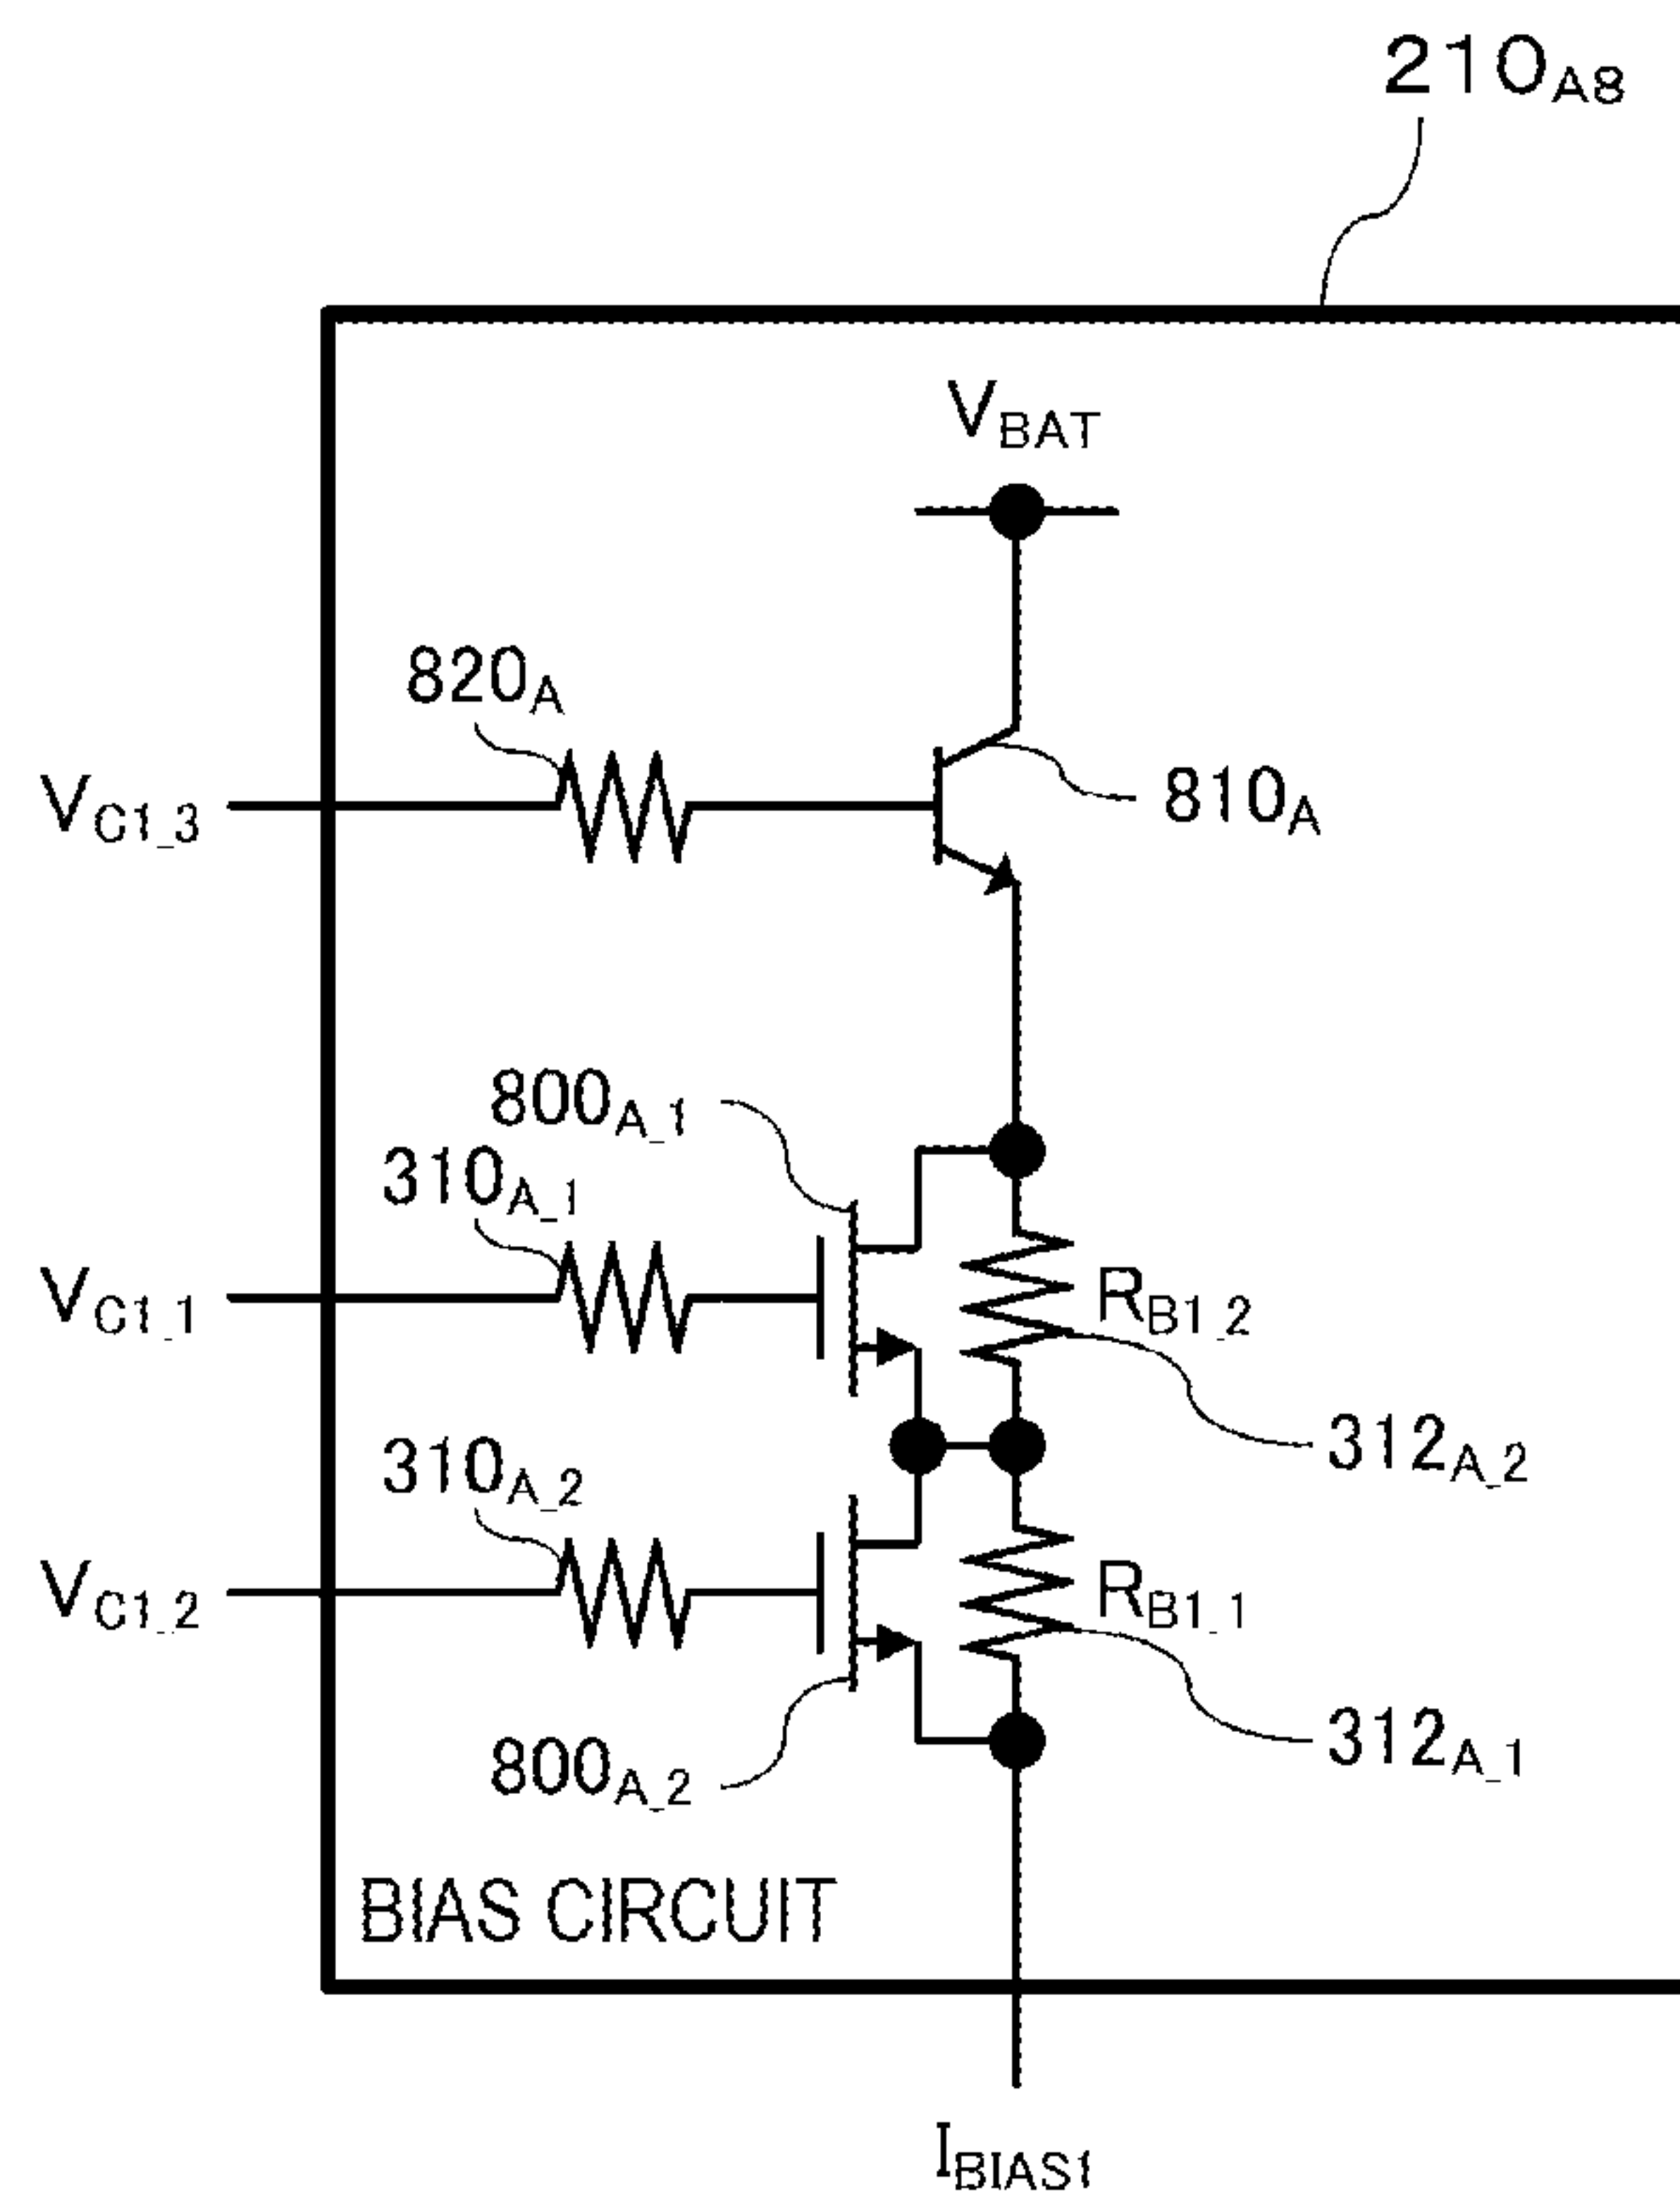 210A8
VBAT
820A
VC1_3
810A
800A_1
310A_1
VC1_1
RB1_2
312A_2
310A_2
VC1_2
RB1_1
312A_1
800A_2
BIAS CIRCUIT
IBIAS1